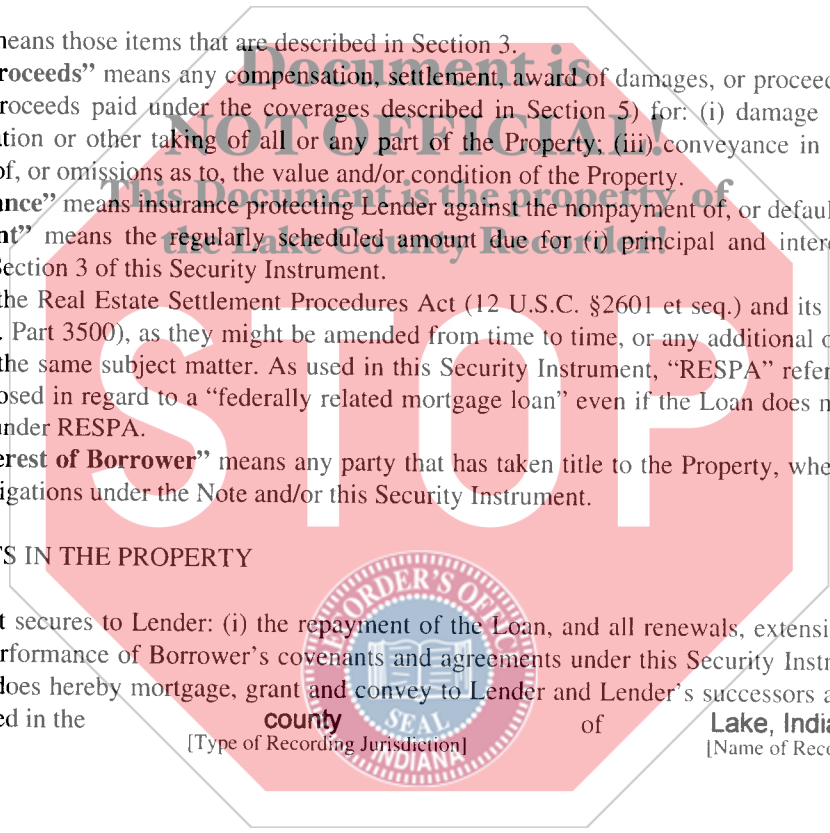 means those items that are described in Section 3.
Document is
roceeds” means any compensation, settlement, award of damages, or proceed
roceeds paid under the coverages described in Section 5) for: (i) damage
NOT OFFICIAL!
ation or other taking of all or any part of the Property; (iii) conveyance in
of, or omissions as to, the value and/or condition of the Property.
This Document is the property of
ance” means insurance protecting Lender against the nonpayment of, or defaul
the Lake County Recorder!
nt” means the regularly scheduled amount due for (i) principal and intere
Section 3 of this Security Instrument.
the Real Estate Settlement Procedures Act (12 U.S.C. §2601 et seq.) and its
. Part 3500), as they might be amended from time to time, or any additional o
the same subject matter. As used in this Security Instrument, “RESPA” refer
osed in regard to a “federally related mortgage loan” even if the Loan does n
under RESPA.
STOP
erest of Borrower” means any party that has taken title to the Property, whe
igations under the Note and/or this Security Instrument.
TS IN THE PROPERTY
RECORDER'S OFFICE
t secures to Lender: (i) the repayment of the Loan, and all renewals, extensi
rformance of Borrower’s covenants and agreements under this Security Instr
does hereby mortgage, grant and convey to Lender and Lender’s successors a
ed in the county of Lake, India
SEAL
[Type of Recording Jurisdiction] [Name of Reco
INDIANA